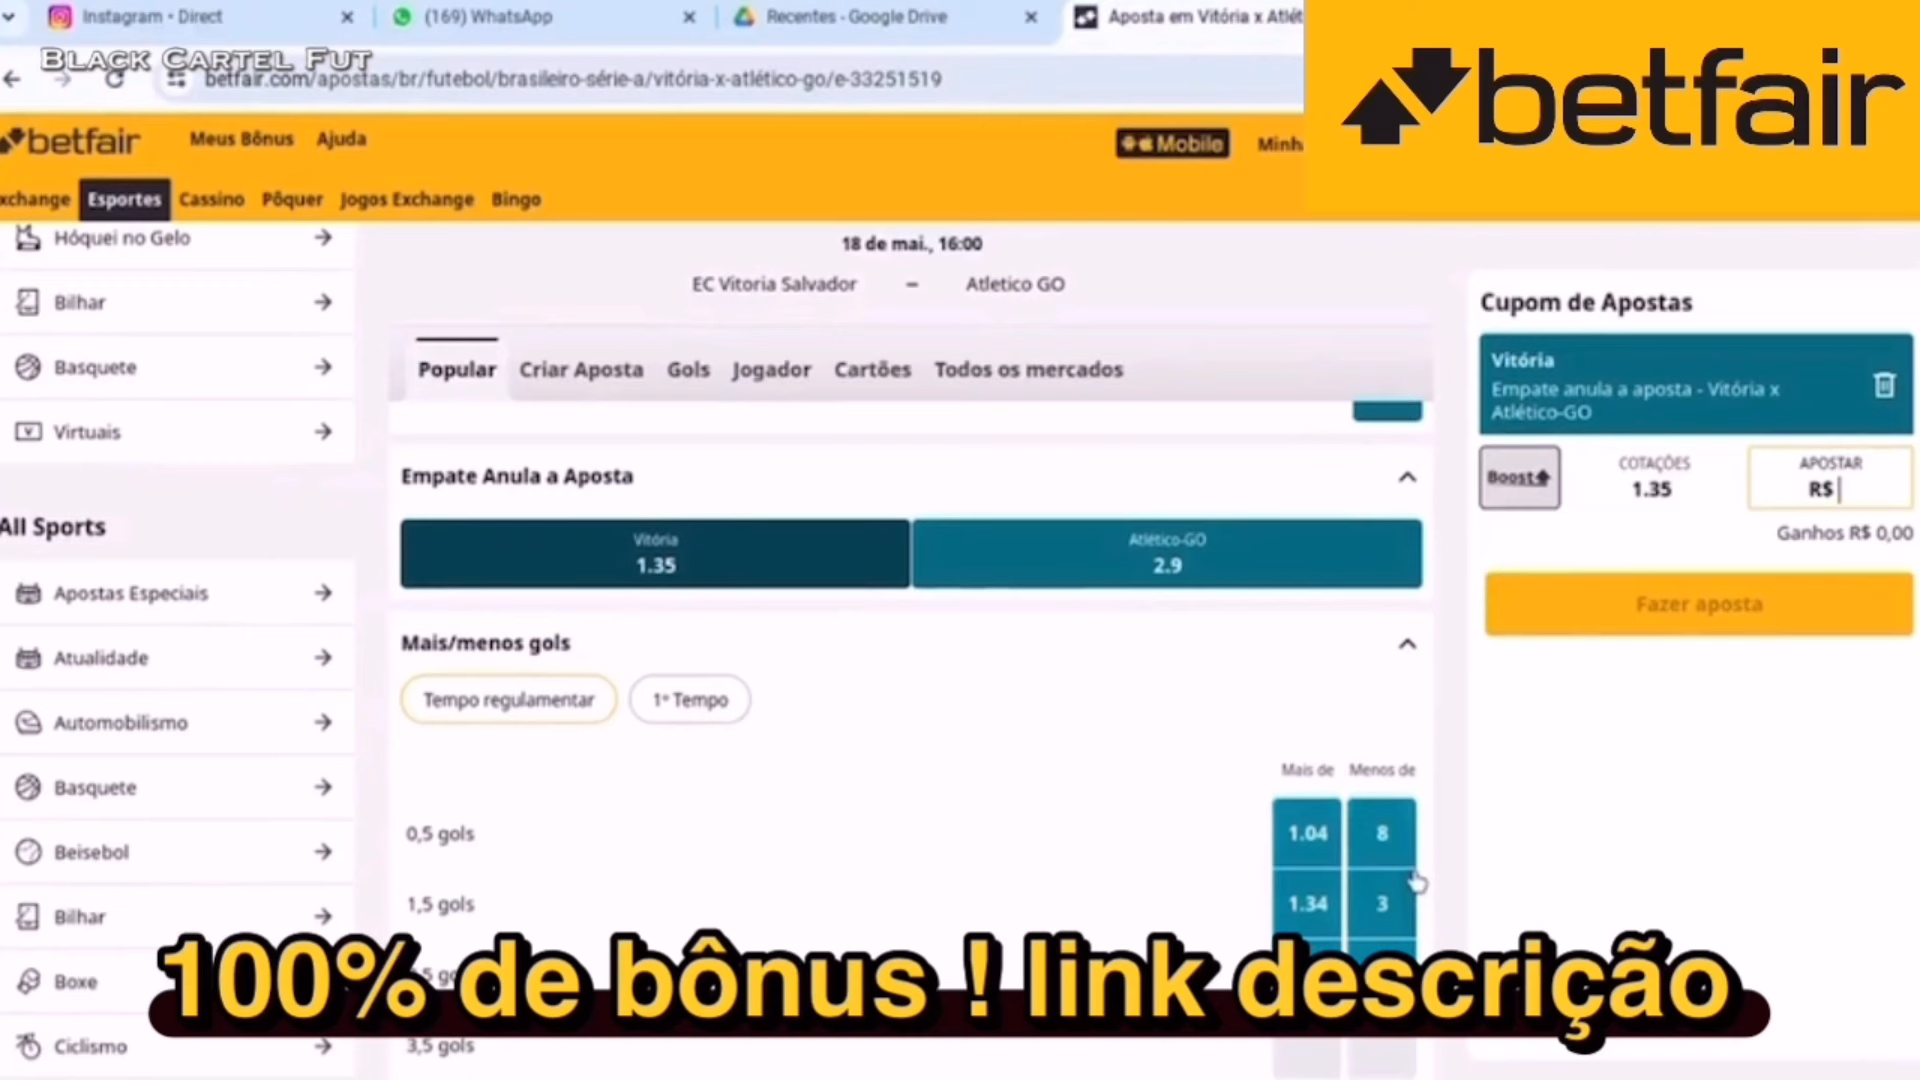 Instagram • Direct
(169) WhatsApp
Recentes - Google Drive
Aposta em Vitória x Atlét
BLACK CARTEL FUT
betfair.com/apostas/br/futebol/brasileiro-série-a/vitória-x-atlético-go/e-33251519
betfair
betfair
Meus Bônus
Ajuda
Mobile
Minh
xchange
Esportes
Cassino
Pôquer
Jogos Exchange
Bingo
Hóquei no Gelo
Bilhar
Basquete
Virtuais
All Sports
Apostas Especiais
Atualidade
Automobilismo
Basquete
Beisebol
Bilhar
Boxe
Ciclismo
18 de mai., 16:00
EC Vitoria Salvador – Atletico GO
Popular
Criar Aposta
Gols
Jogador
Cartões
Todos os mercados
Empate Anula a Aposta
Vitória
1.35
Atlético-GO
2.9
Mais/menos gols
Tempo regulamentar
1º Tempo
Mais de
Menos de
0,5 gols
1.04
8
1,5 gols
1.34
3
3,5 gols
Cupom de Apostas
Vitória
Empate anula a aposta - Vitória x
Atlético-GO
Boost
COTAÇÕES
1.35
APOSTAR
R$
Ganhos R$ 0,00
Fazer aposta
100% de bônus ! link descrição